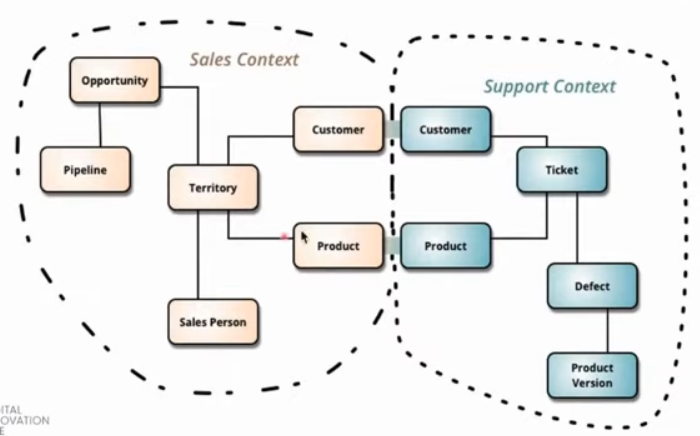 Sales Context
Opportunity
Support Context
Customer
Customer
Pipeline
Ticket
Territory
Product
Product
Defect
Sales Person
Product
Version
ITAL
OVATION
E